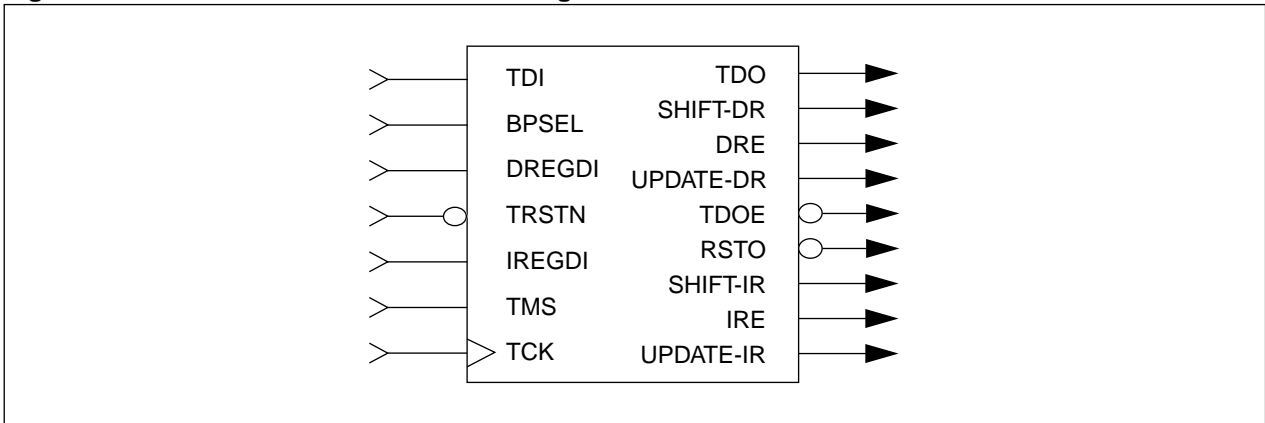 TDI
BPSEL
DREGDI
TRSTN
IREGDI
TMS
TCK
TDO
SHIFT-DR
DRE
UPDATE-DR
TDOE
RSTO
SHIFT-IR
IRE
UPDATE-IR